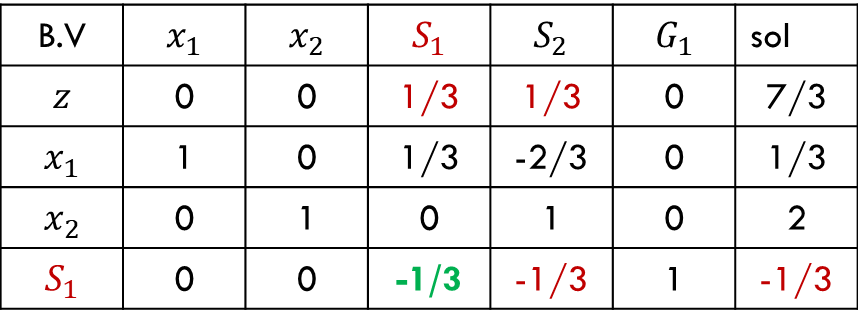 B.V x₁ x₂ S₁ S₂ G₁ sol
z 0 0 1/3 1/3 0 7/3
x₁ 1 0 1/3 -2/3 0 1/3
x₂ 0 1 0 1 0 2
S₁ 0 0 -1/3 -1/3 1 -1/3